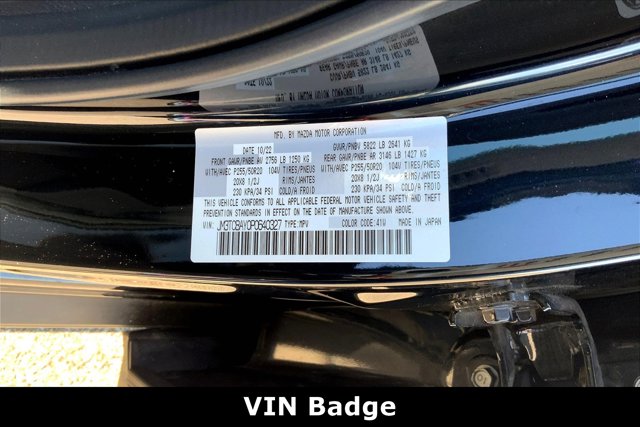 MFD. BY MAZDA MOTOR CORPORATION
DATE 10/22 GVWR/PNBV 5822 LB 2641 KG
FRONT GAWR/PNBE AV 2756 LB 1250 KG REAR GAWR/PNBE AR 3146 LB 1427 KG
WITH/AVEC P255/50R20 104V TIRES/PNEUS WITH/AVEC P255/50R20 104V TIRES/PNEUS
20X8 1/2J RIMS/JANTES 20X8 1/2J RIMS/JANTES
230 KPA/34 PSI COLD/A FROID 230 KPA/34 PSI COLD/A FROID
THIS VEHICLE CONFORMS TO ALL APPLICABLE FEDERAL MOTOR VEHICLE SAFETY AND THEFT
PREVENTION STANDARDS IN EFFECT ON THE DATE OF MANUFACTURE SHOWN ABOVE.
VIN: JM3TCBAY0P0640327 TYPE: MPV COLOR CODE: 41W MADE IN JAPAN
VIN Badge